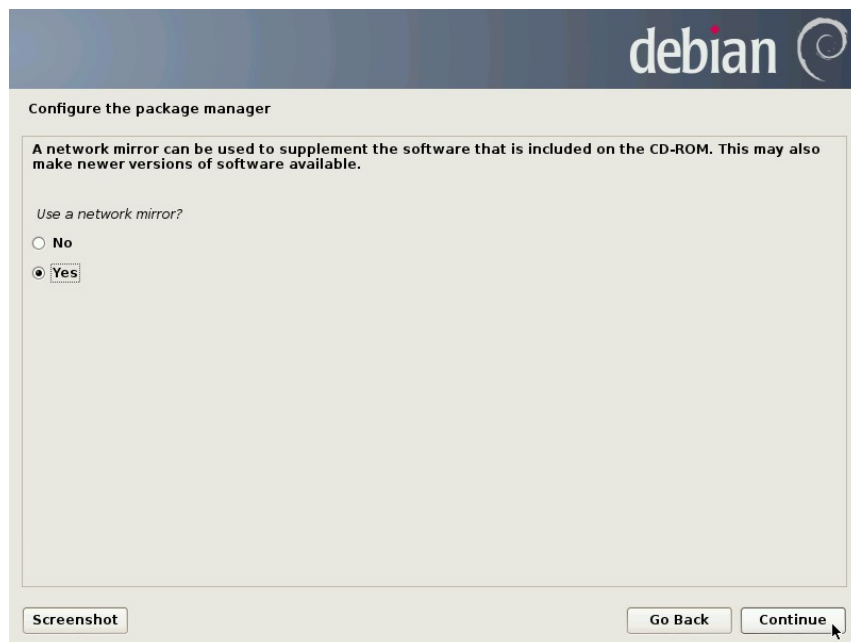 debian
Configure the package manager
A network mirror can be used to supplement the software that is included on the CD-ROM. This may also
make newer versions of software available.
Use a network mirror?
No
Yes
Screenshot
Go Back
Continue